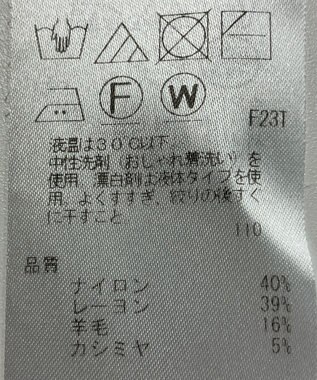 F W
F23T
液温は30℃以下
中性洗剤（おしゃれ着洗い）を
使用 漂白剤は液体タイプを使
用 よくすすぎ、絞りの後すぐ
に干すこと
110
品質
ナイロン 40%
レーヨン 39%
羊毛 16%
カシミヤ 5%